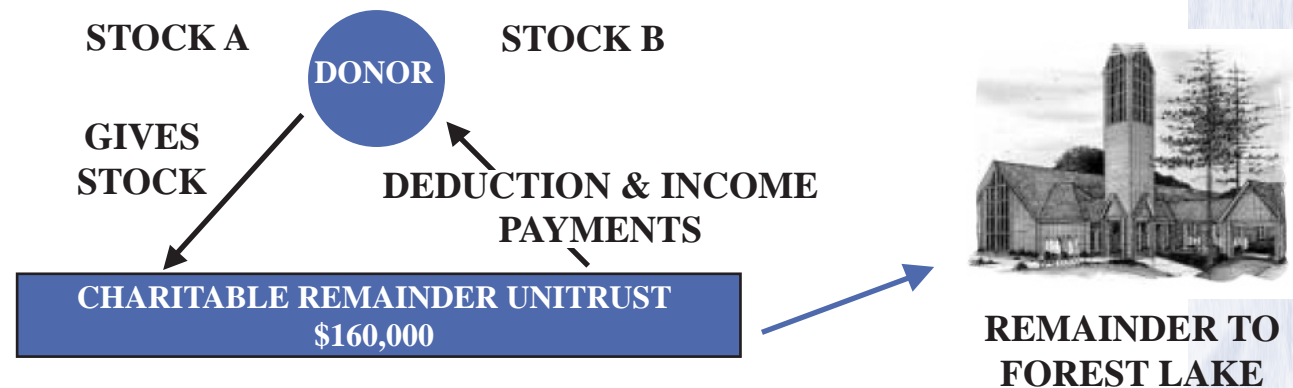 STOCK A
DONOR
STOCK B
GIVES
STOCK
DEDUCTION & INCOME
PAYMENTS
CHARITABLE REMAINDER UNITRUST
$160,000
REMAINDER TO
FOREST LAKE